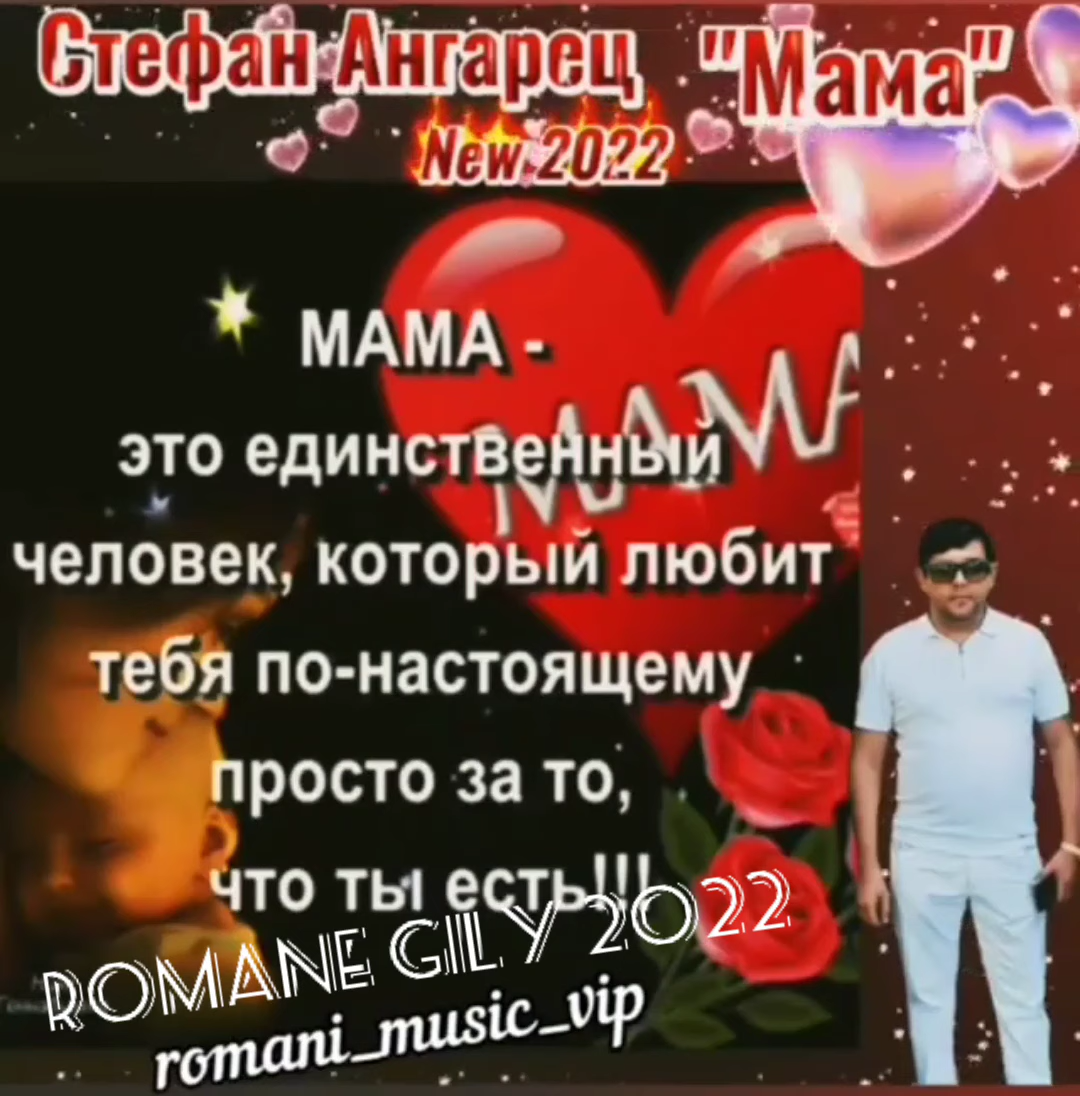 Стефан Ангарец "Мама"
New 2022
МАМА -
МАМА
это единственный
человек, который любит
тебя по-настоящему
просто за то,
что ты есть!!!
ROMANE GILY 2022
romani_music_vip